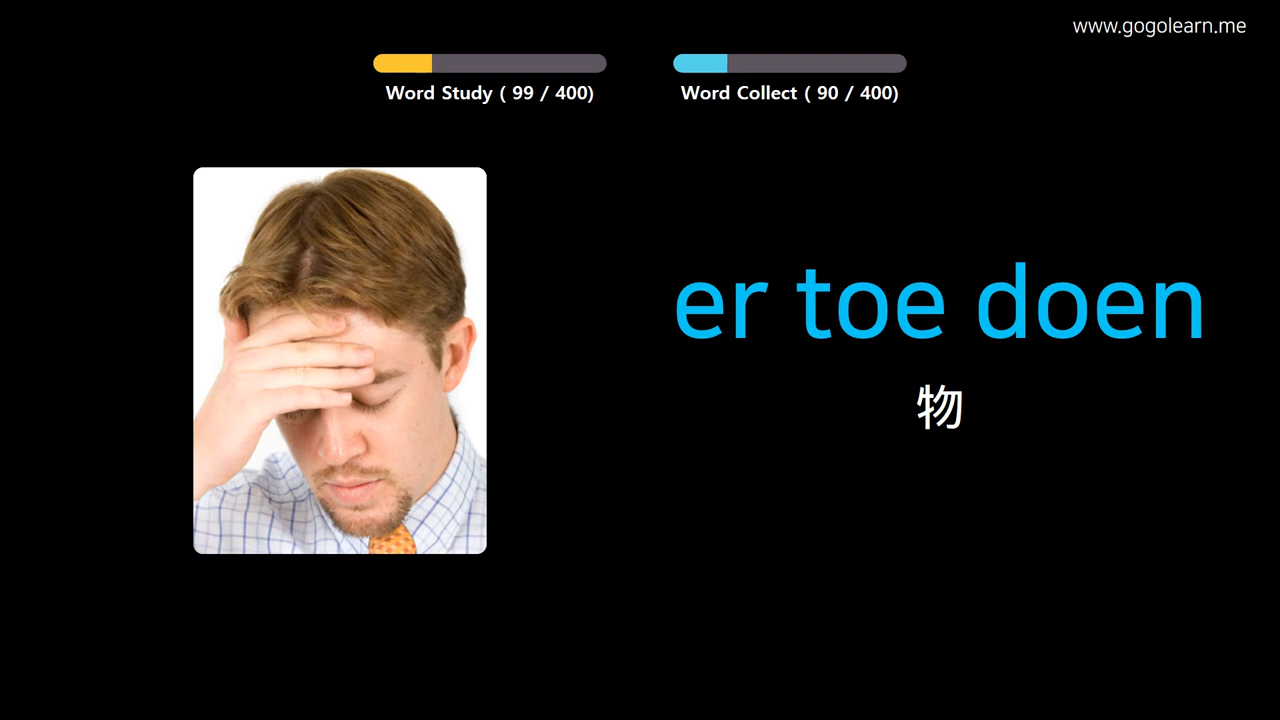 www.gogolearn.me
Word Study ( 99 / 400)
Word Collect ( 90 / 400)
er toe doen
物